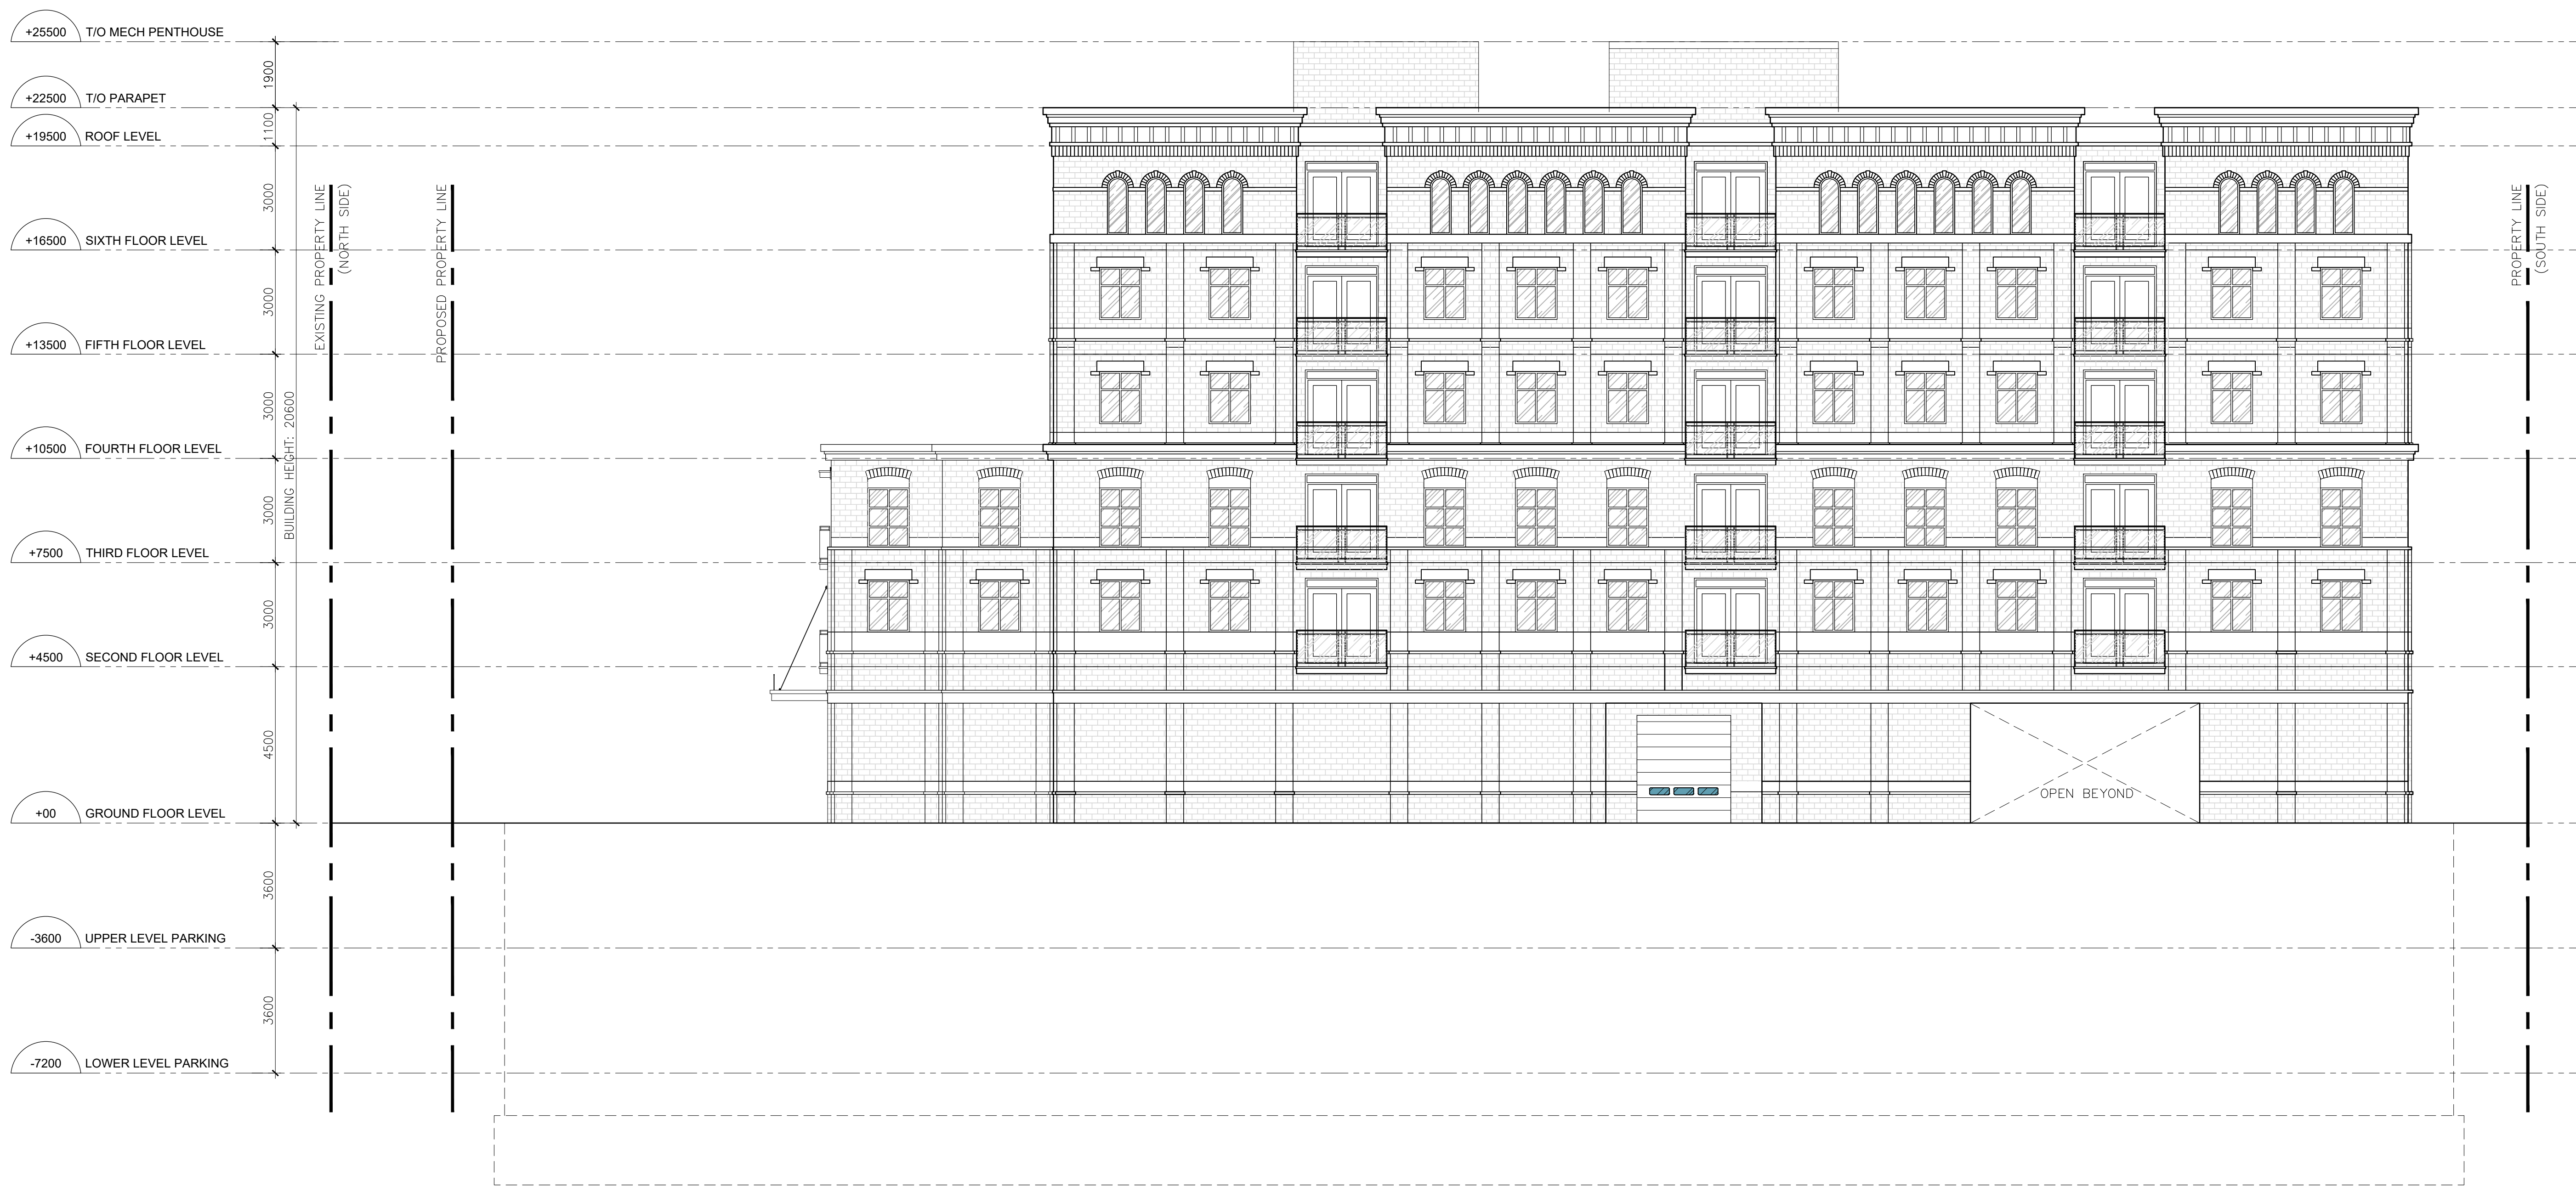 +25500 T/O MECH PENTHOUSE
1900
+22500 T/O PARAPET
1100
+19500 ROOF LEVEL
3000
EXISTING PROPERTY LINE
(NORTH SIDE)
PROPOSED PROPERTY LINE
PROPERTY LINE
(SOUTH SIDE)
+16500 SIXTH FLOOR LEVEL
3000
+13500 FIFTH FLOOR LEVEL
3000
BUILDING HEIGHT: 20600
+10500 FOURTH FLOOR LEVEL
3000
+7500 THIRD FLOOR LEVEL
3000
+4500 SECOND FLOOR LEVEL
4500
OPEN BEYOND
+00 GROUND FLOOR LEVEL
3600
-3600 UPPER LEVEL PARKING
3600
-7200 LOWER LEVEL PARKING